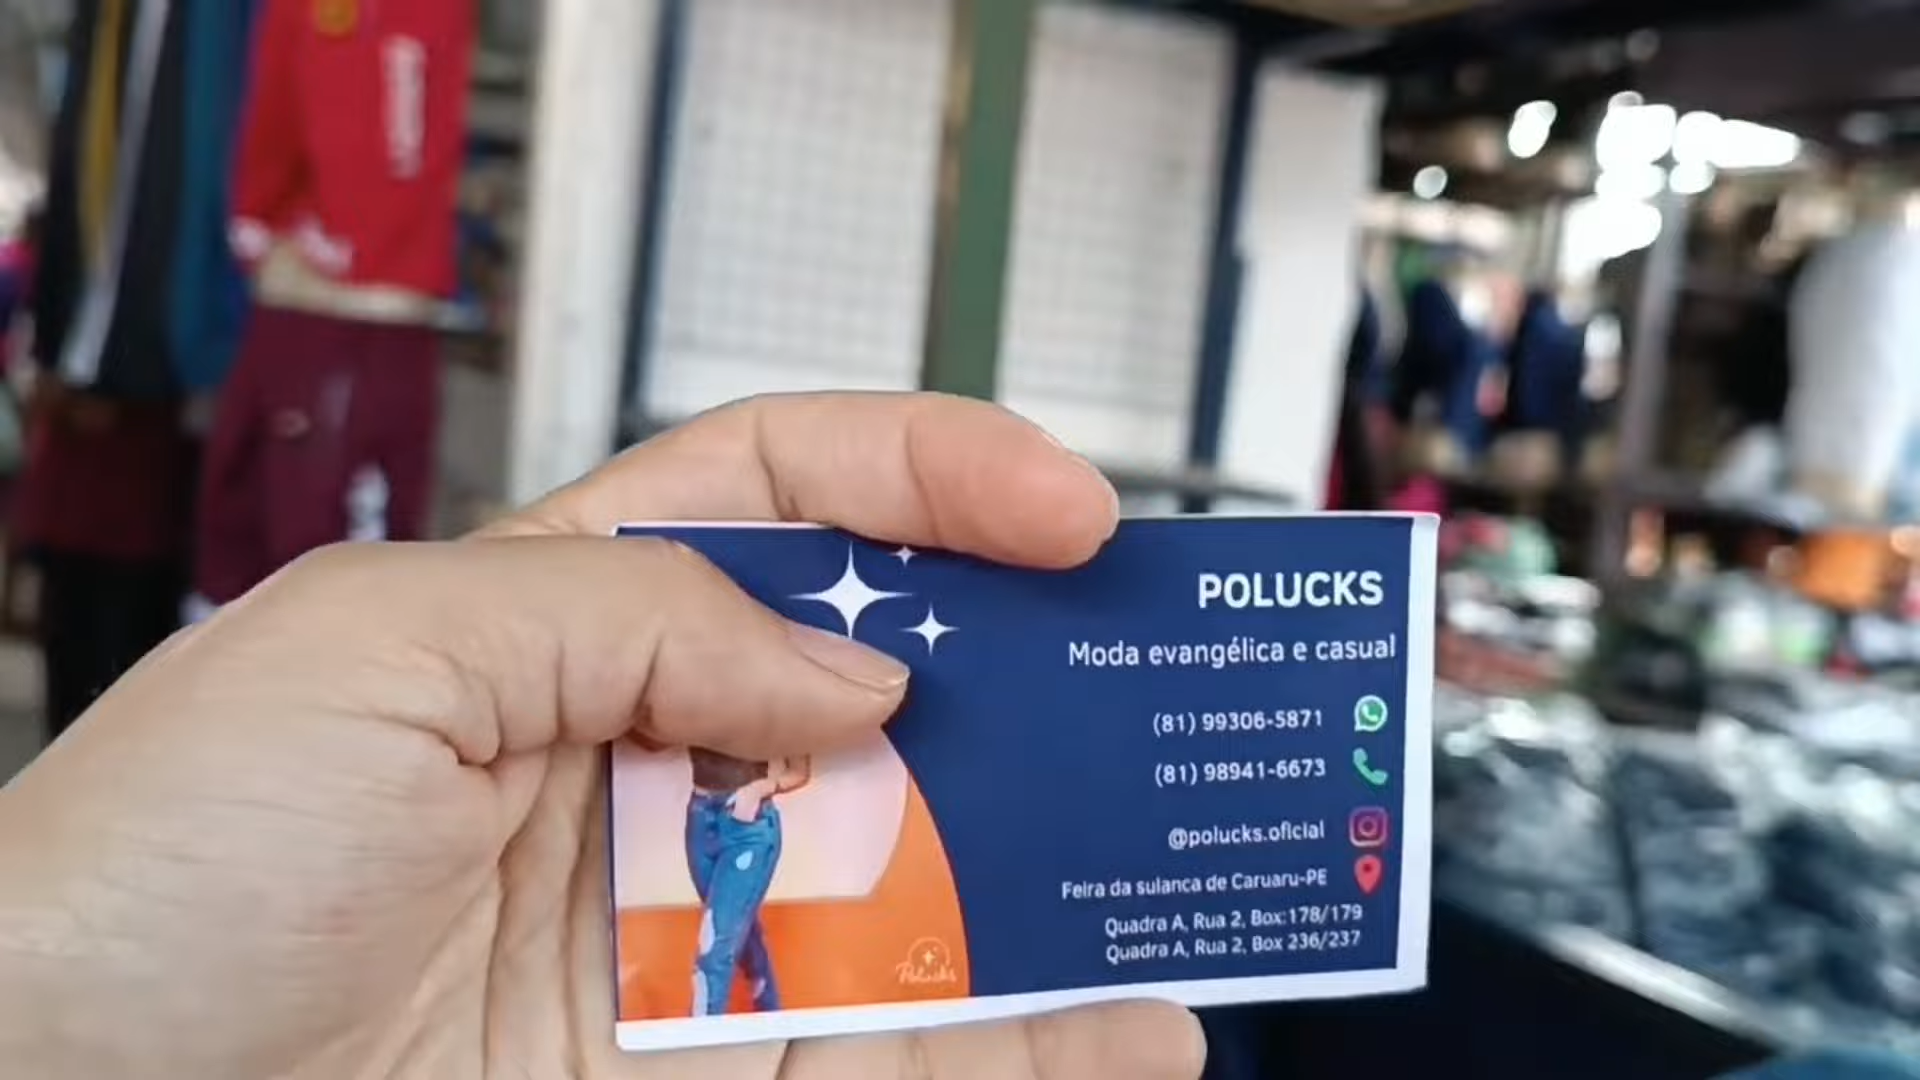 POLUCKS
Moda evangélica e casual
(81) 99306-5871
(81) 98941-6673
@polucks.oficial
Feira da sulanca de Caruaru-PE
Quadra A, Rua 2, Box:178/179
Quadra A, Rua 2, Box 236/237
Polucks